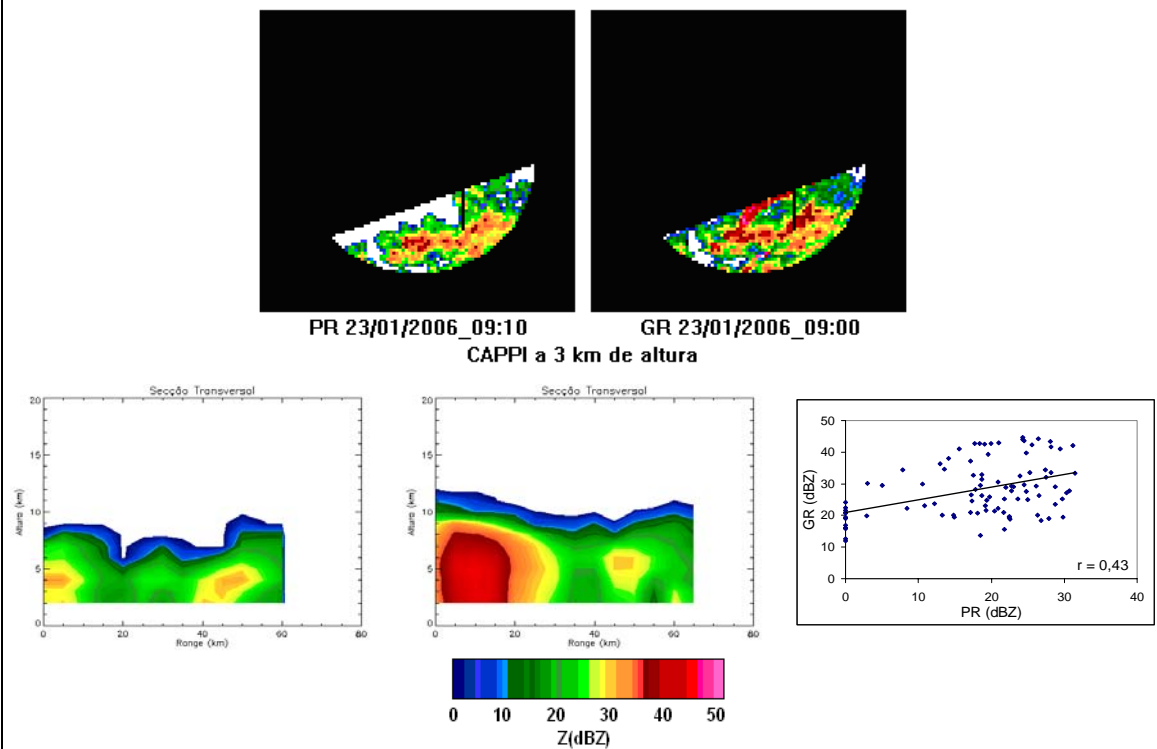 PR 23/01/2006_09:10
GR 23/01/2006_09:00
CAPPI a 3 km de altura
Secção Transversal
20
15
10
5
0
Altura (km)
0 20 40 60 80
Range (km)
Secção Transversal
20
15
10
5
0
Altura (km)
0 20 40 60 80
Range (km)
50
40
30
20
10
0
GR (dBZ)
r = 0,43
0 10 20 30 40
PR (dBZ)
0 10 20 30 40 50
Z(dBZ)